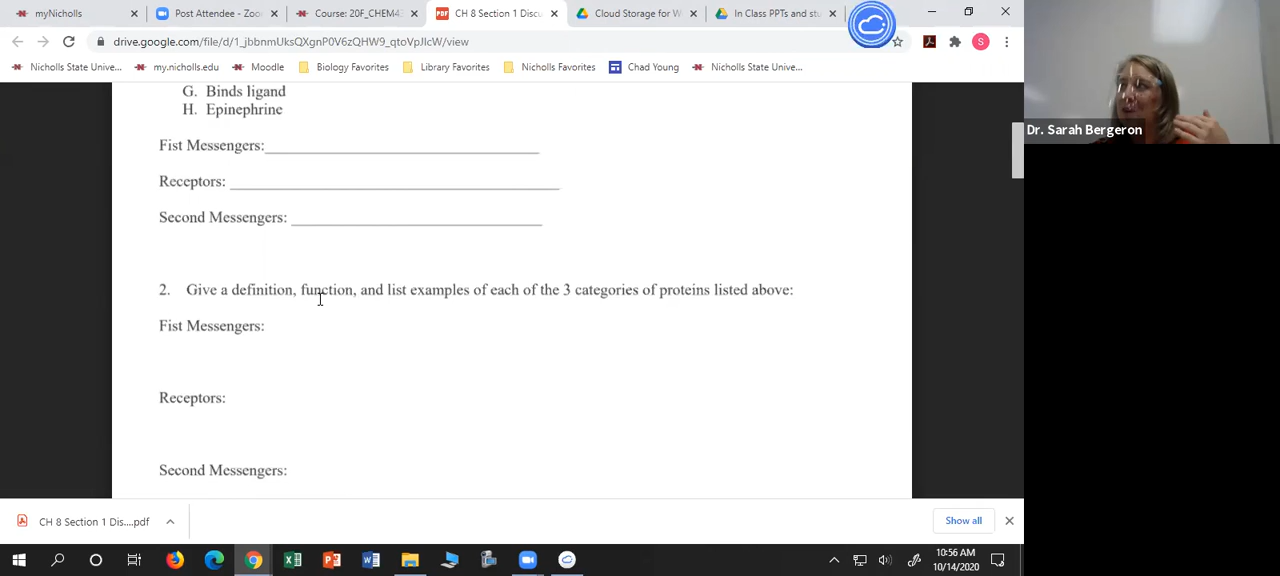 myNicholls
Post Attendee - Zoo
Course: 20F_CHEM4
CH 8 Section 1 Discu
Cloud Storage for W
In Class PPTs and stu
drive.google.com/file/d/1_jbbnmUksQXgnP0V6zQHW9_qtoVpJlcW/view
Nicholls State Unive...
my.nicholls.edu
Moodle
Biology Favorites
Library Favorites
Nicholls Favorites
Chad Young
Nicholls State Unive...
S
PDF
G. Binds ligand
H. Epinephrine
Fist Messengers:
Receptors:
Second Messengers:
2. Give a definition, function, and list examples of each of the 3 categories of proteins listed above:
Fist Messengers:
Receptors:
Second Messengers:
Dr. Sarah Bergeron
CH 8 Section 1 Dis....pdf
Show all
10:56 AM
10/14/2020